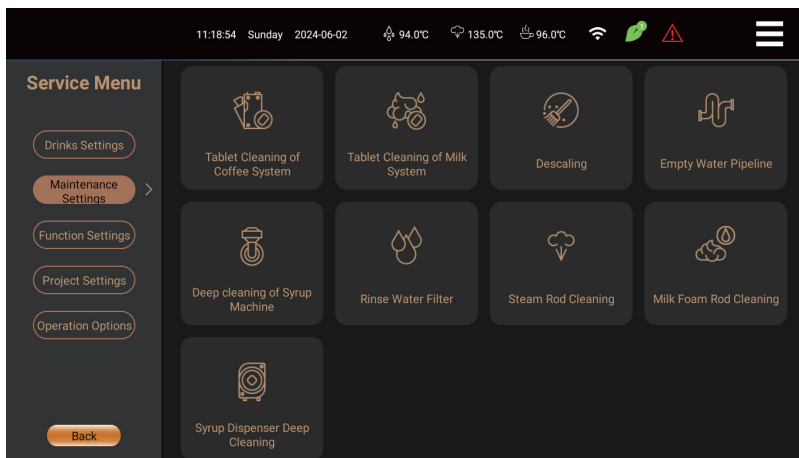 11:18:54 Sunday 2024-06-02 94.0℃ 135.0℃ 96.0℃ 1
Service Menu
Drinks Settings
Maintenance
Settings
Function Settings
Project Settings
Operation Options
Back
Tablet Cleaning of
Coffee System
Tablet Cleaning of Milk
System
Descaling
Empty Water Pipeline
Deep cleaning of Syrup
Machine
Rinse Water Filter
Steam Rod Cleaning
Milk Foam Rod Cleaning
Syrup Dispenser Deep
Cleaning